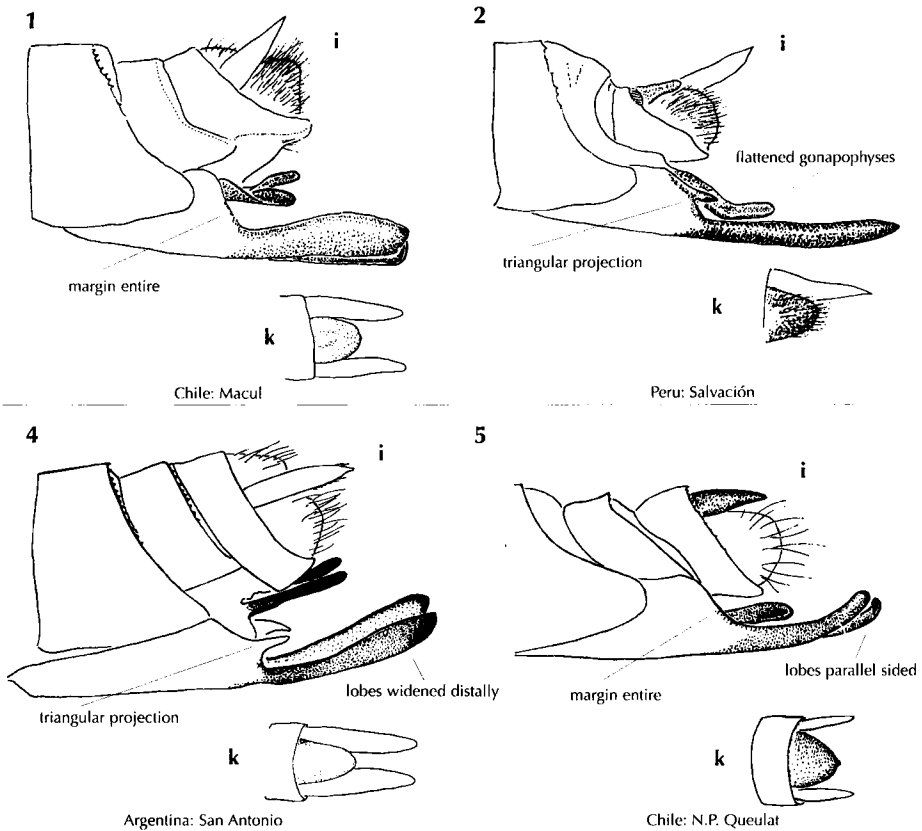 1
i
margin entire
k
Chile: Macul
2
i
flattened gonapophyses
triangular projection
k
Peru: Salvación
4
i
lobes widened distally
triangular projection
k
Argentina: San Antonio
5
i
lobes parallel sided
margin entire
k
Chile: N.P. Queulat